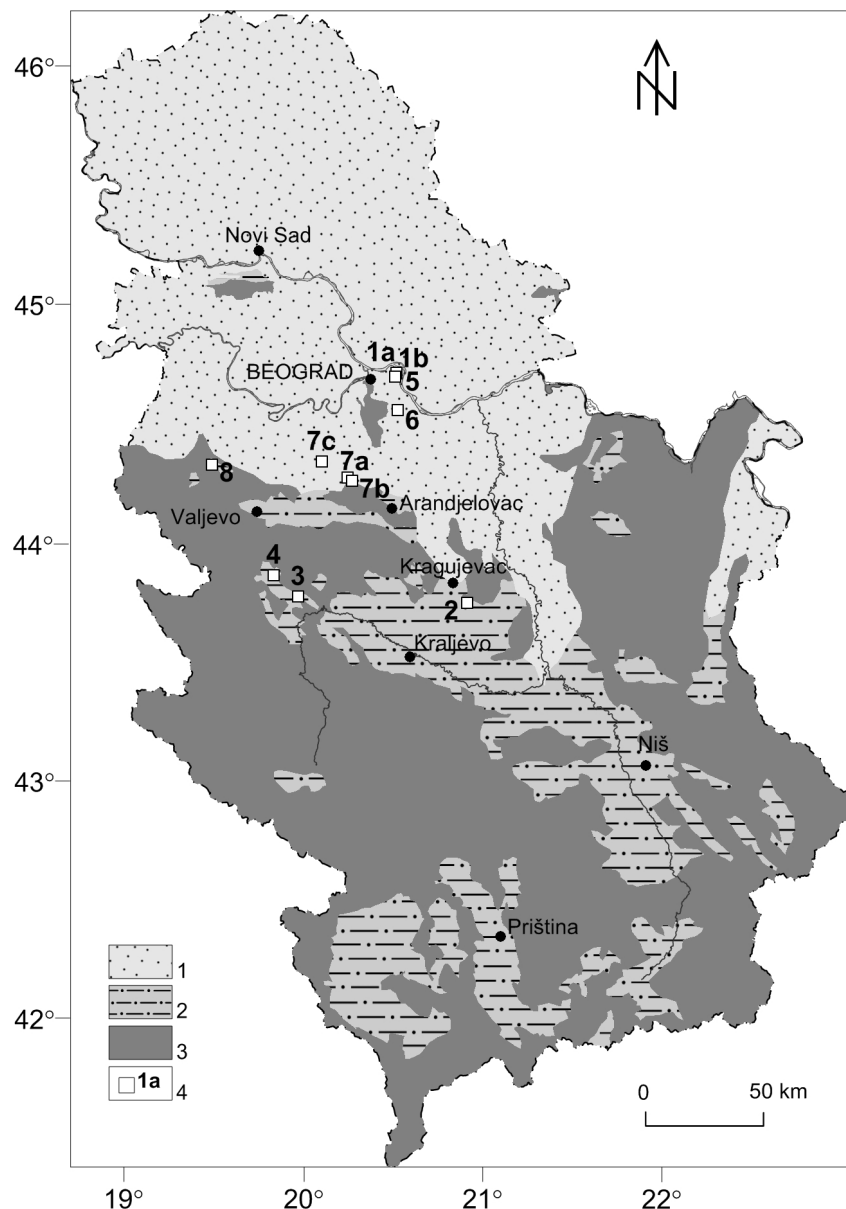 46°
N
Novi Sad
45°
1a 1b
BEOGRAD
5
6
7c
7a
8
7b
Arandjelovac
Valjevo
44°
4
Kragujevac
3
2
Kraljevo
Niš
43°
Priština
1
2
42°
3
1a
4
0 50 km
19° 20° 21° 22°